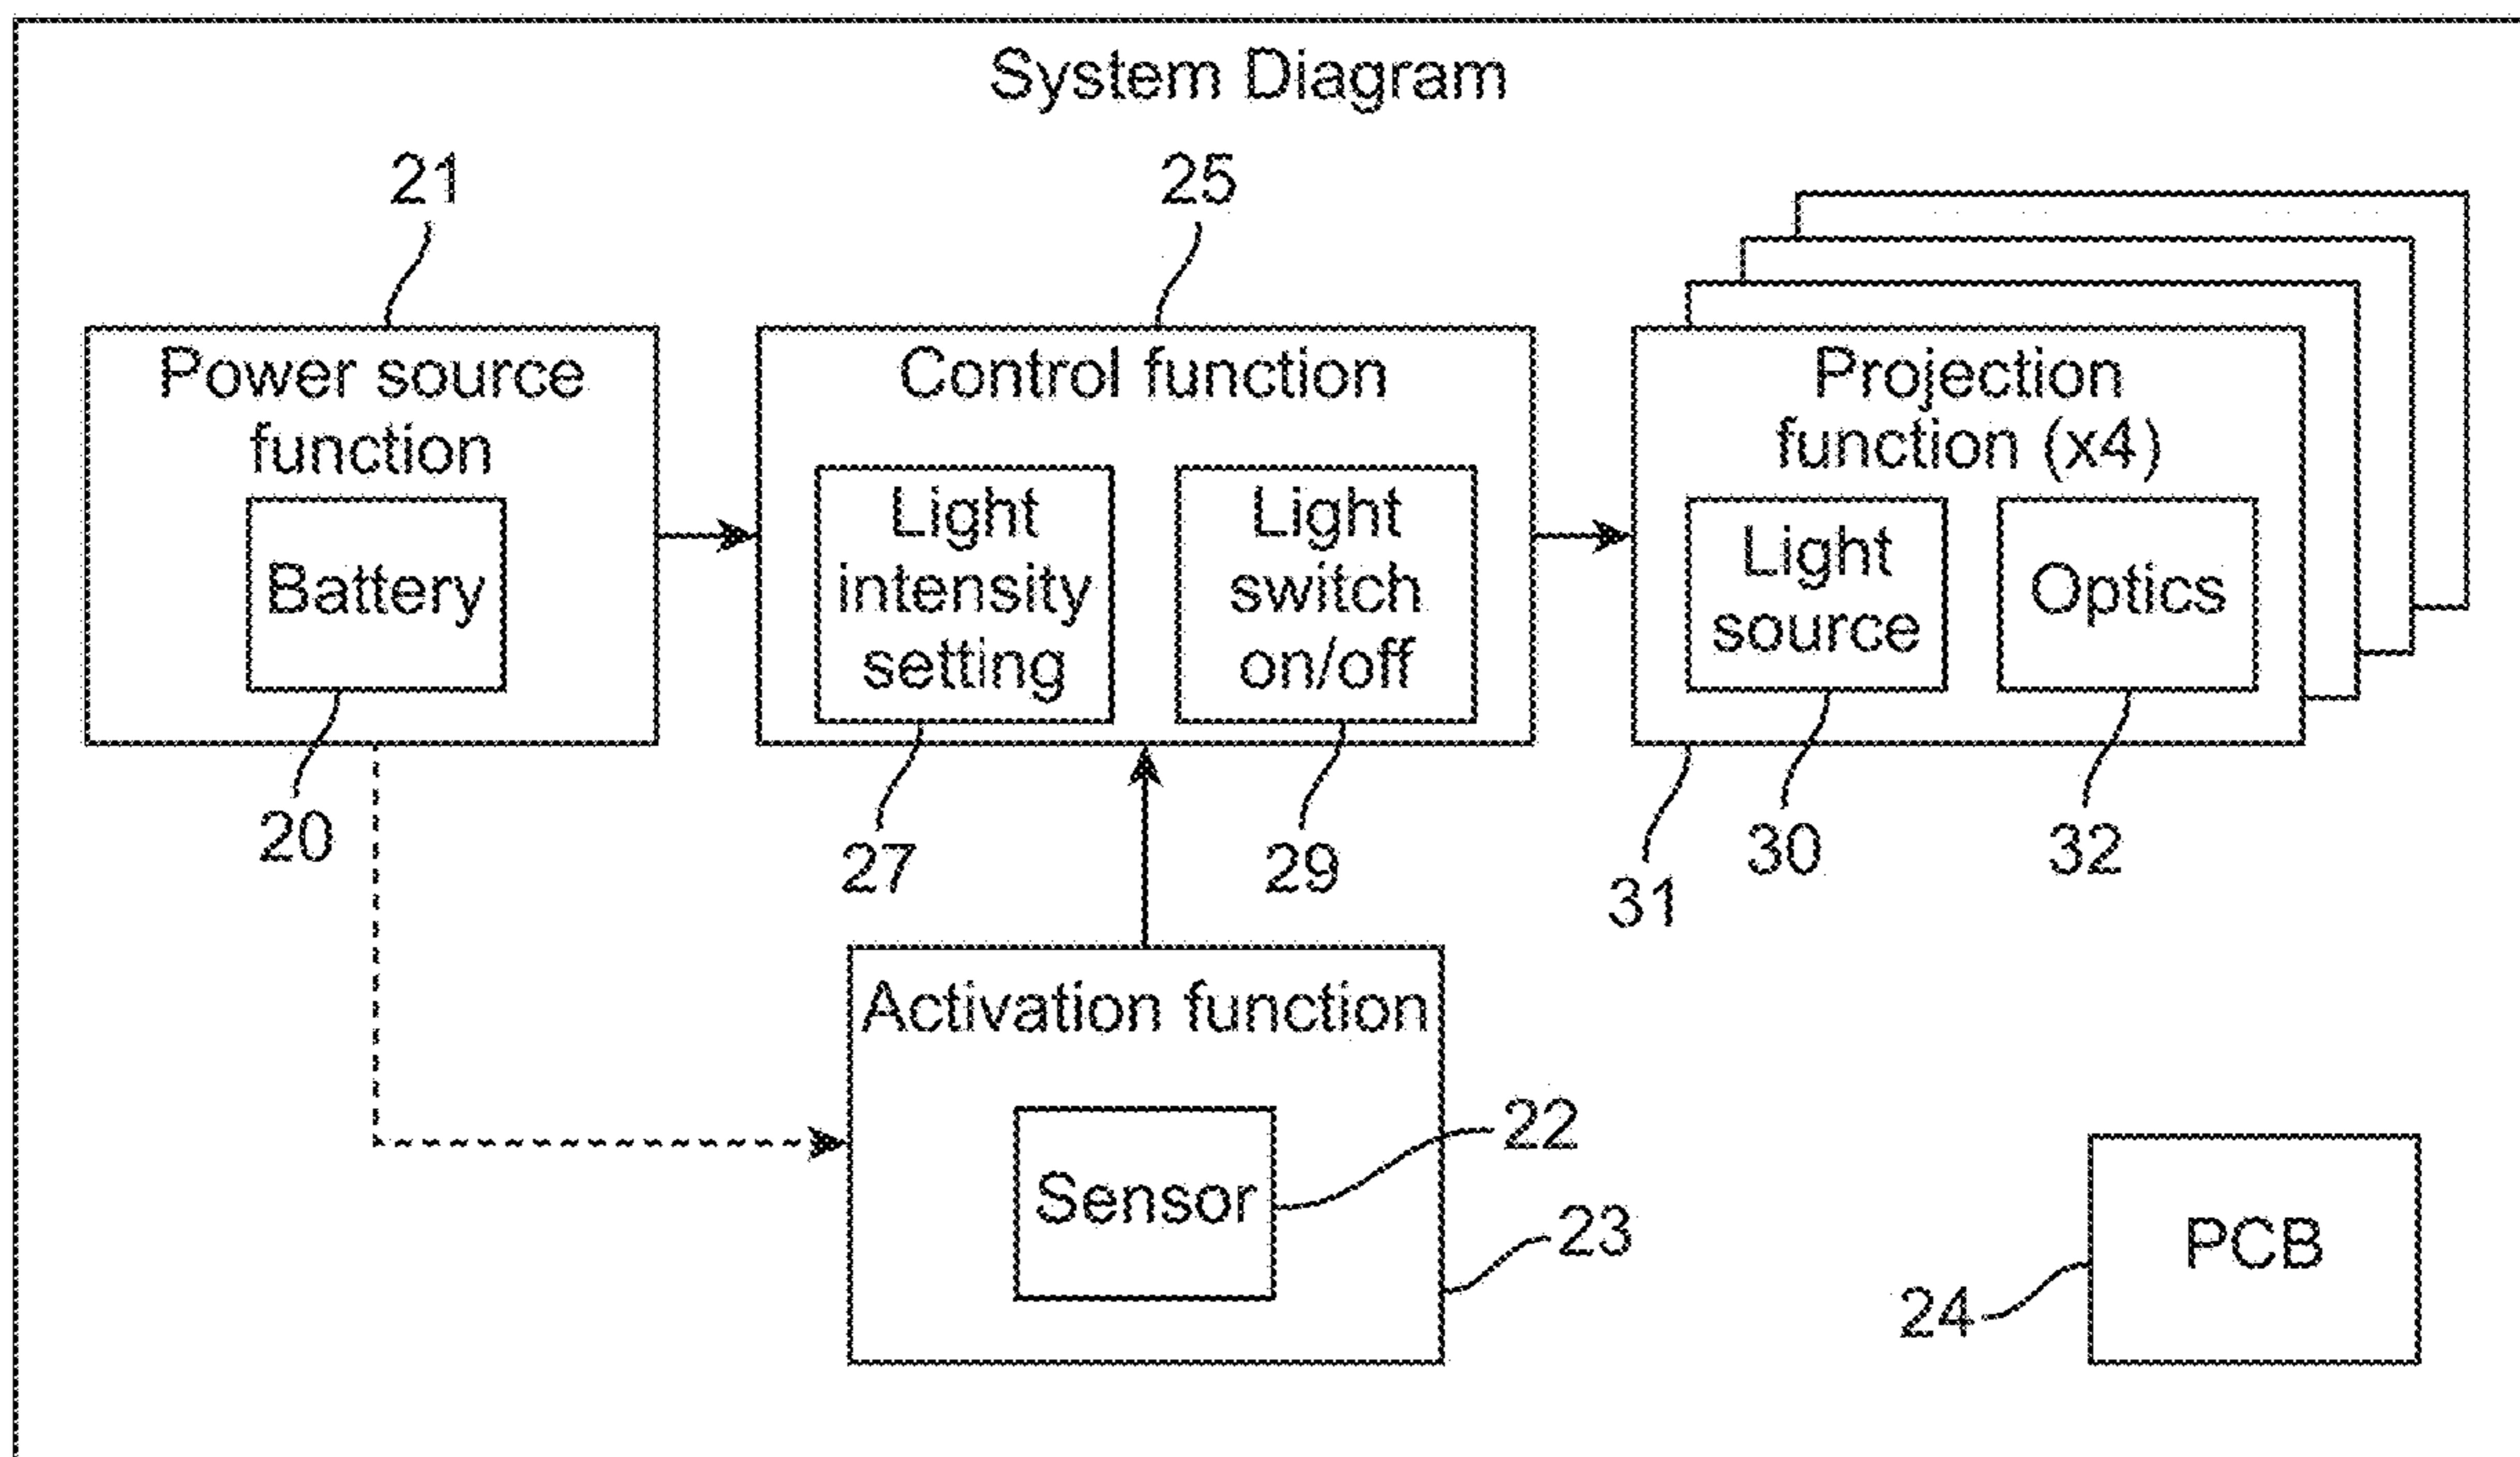 System Diagram
21
25
Power source
function
Battery
20
Control function
Light
intensity
setting
27
Light
switch
on/off
29
Projection
function (x4)
Light
source
30
Optics
32
31
Activation function
Sensor
22
23
PCB
24